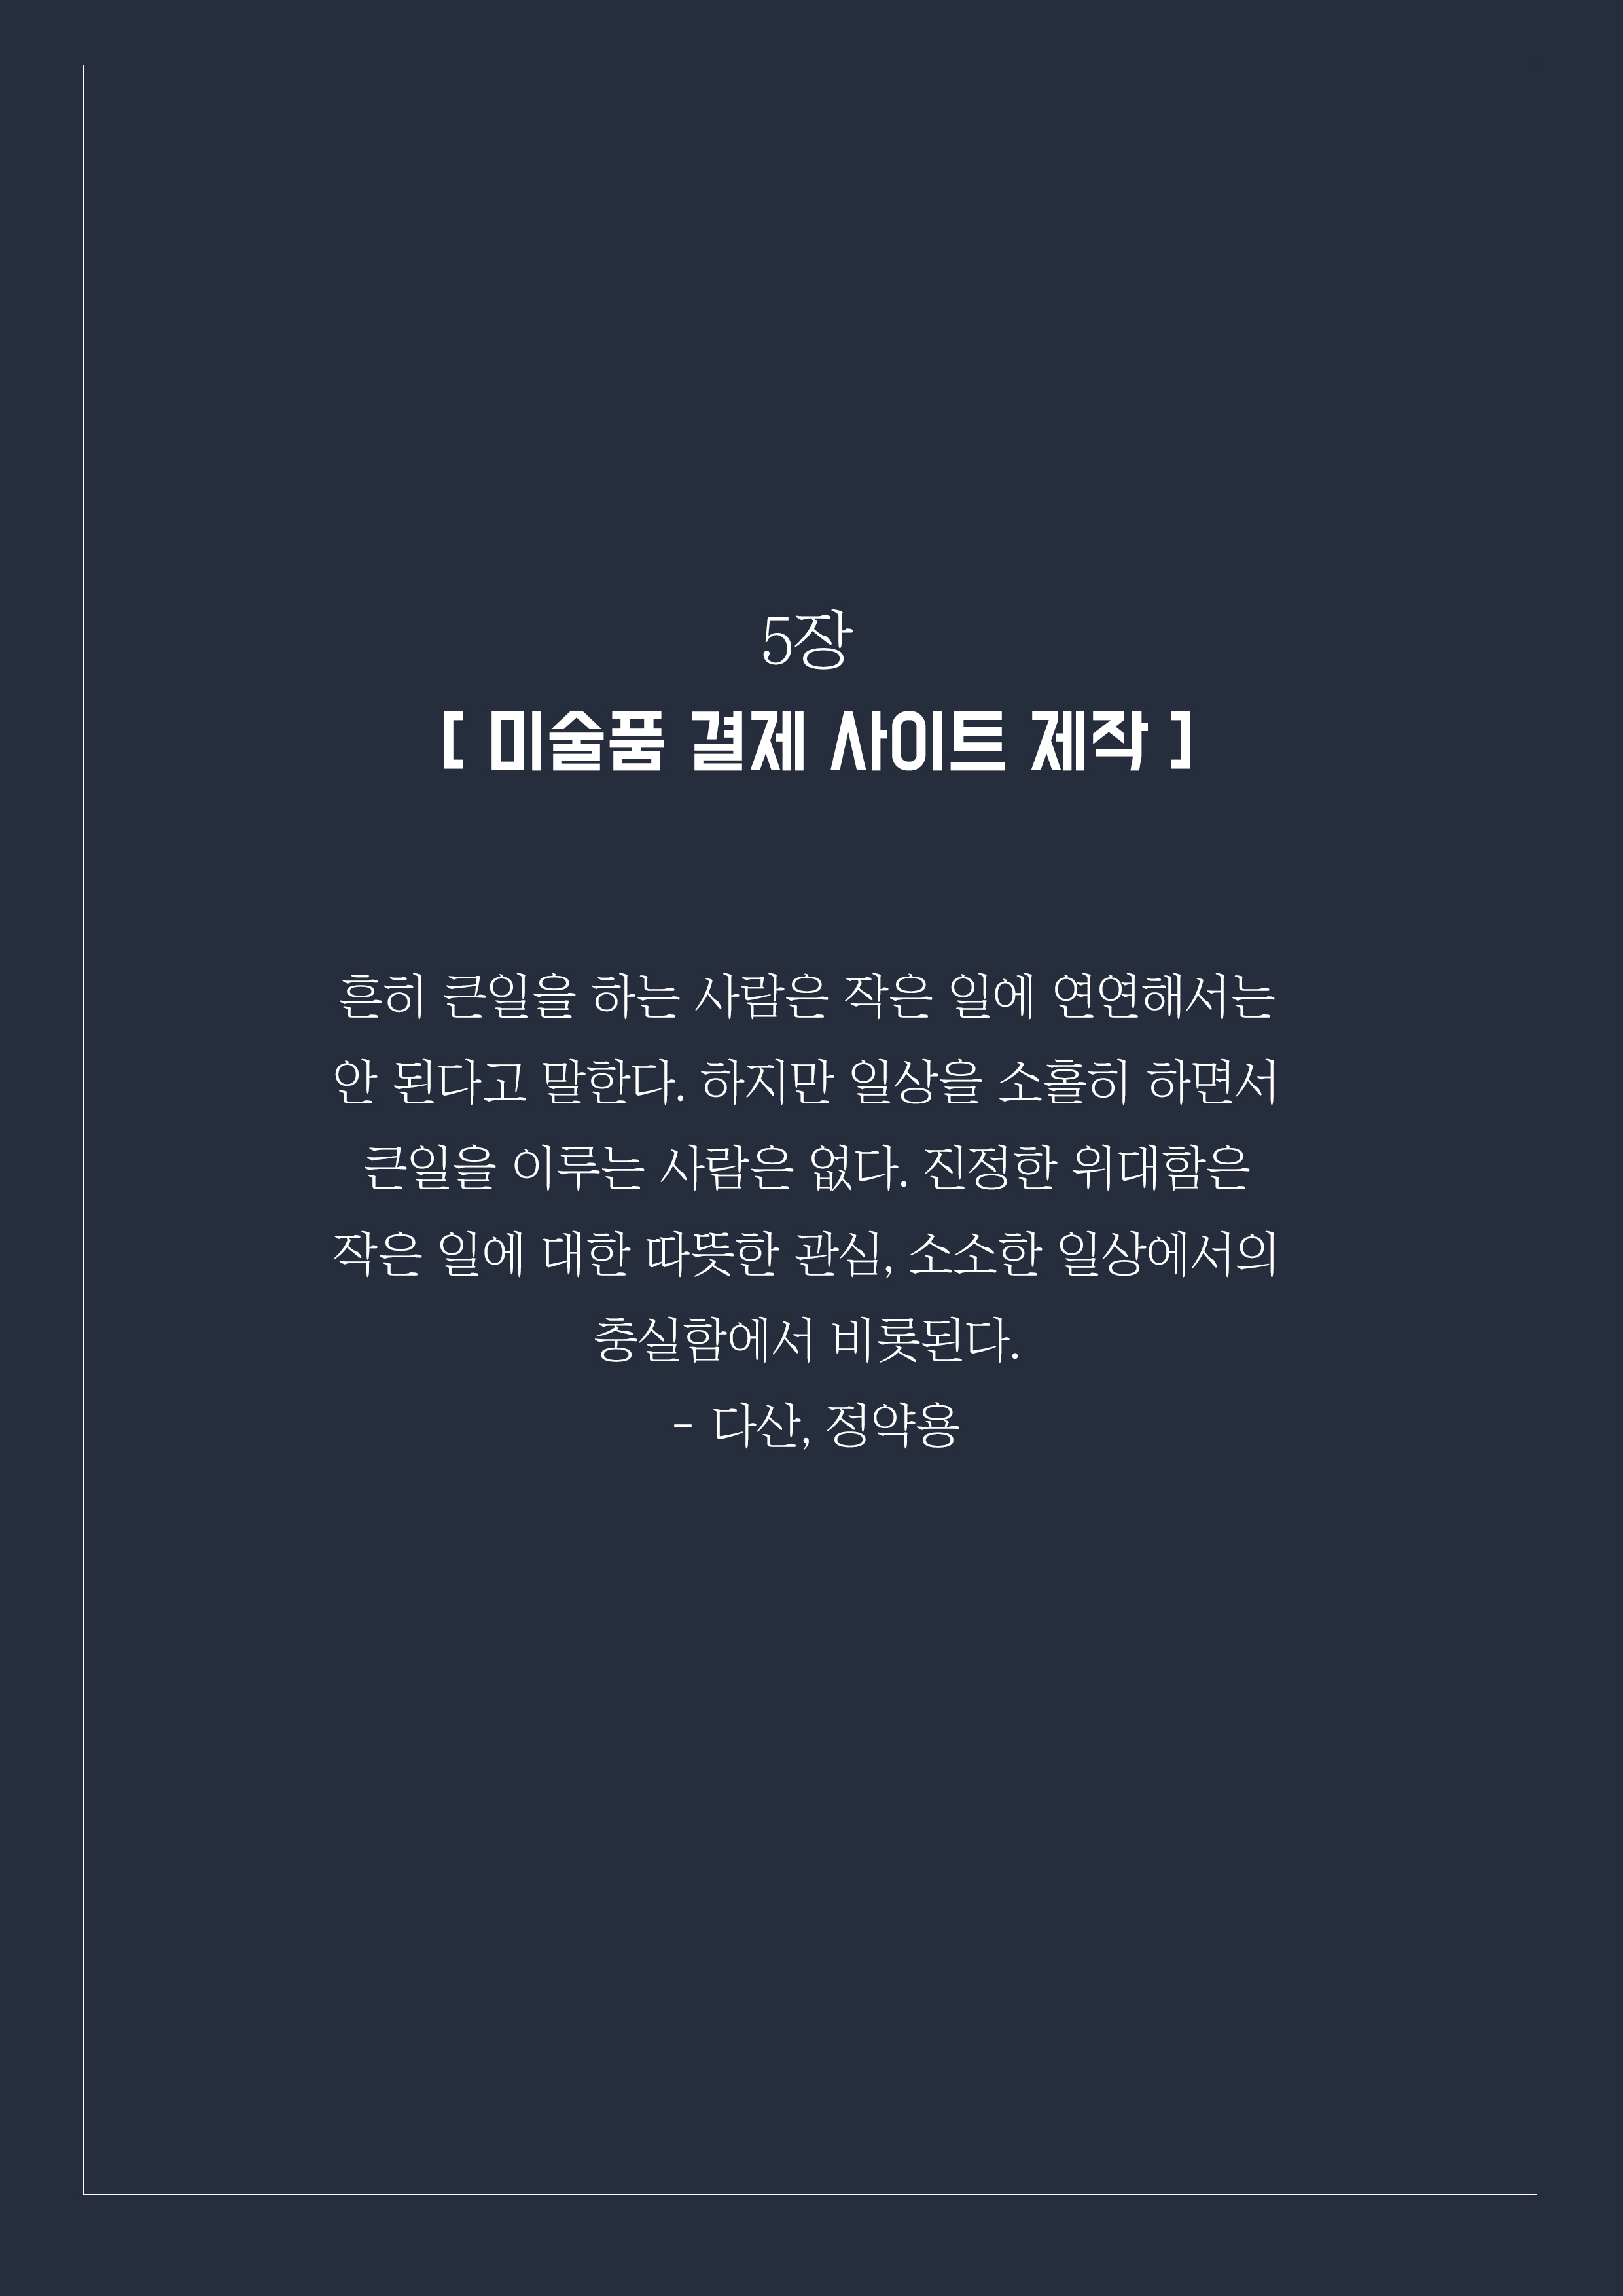 5장
[ 미술품 결제 사이트 제작 ]
흔히 큰일을 하는 사람은 작은 일에 연연해서는
안 된다고 말한다. 하지만 일상을 소홀히 하면서
큰일을 이루는 사람은 없다. 진정한 위대함은
작은 일에 대한 따뜻한 관심, 소소한 일상에서의
충실함에서 비롯된다.
- 다산, 정약용